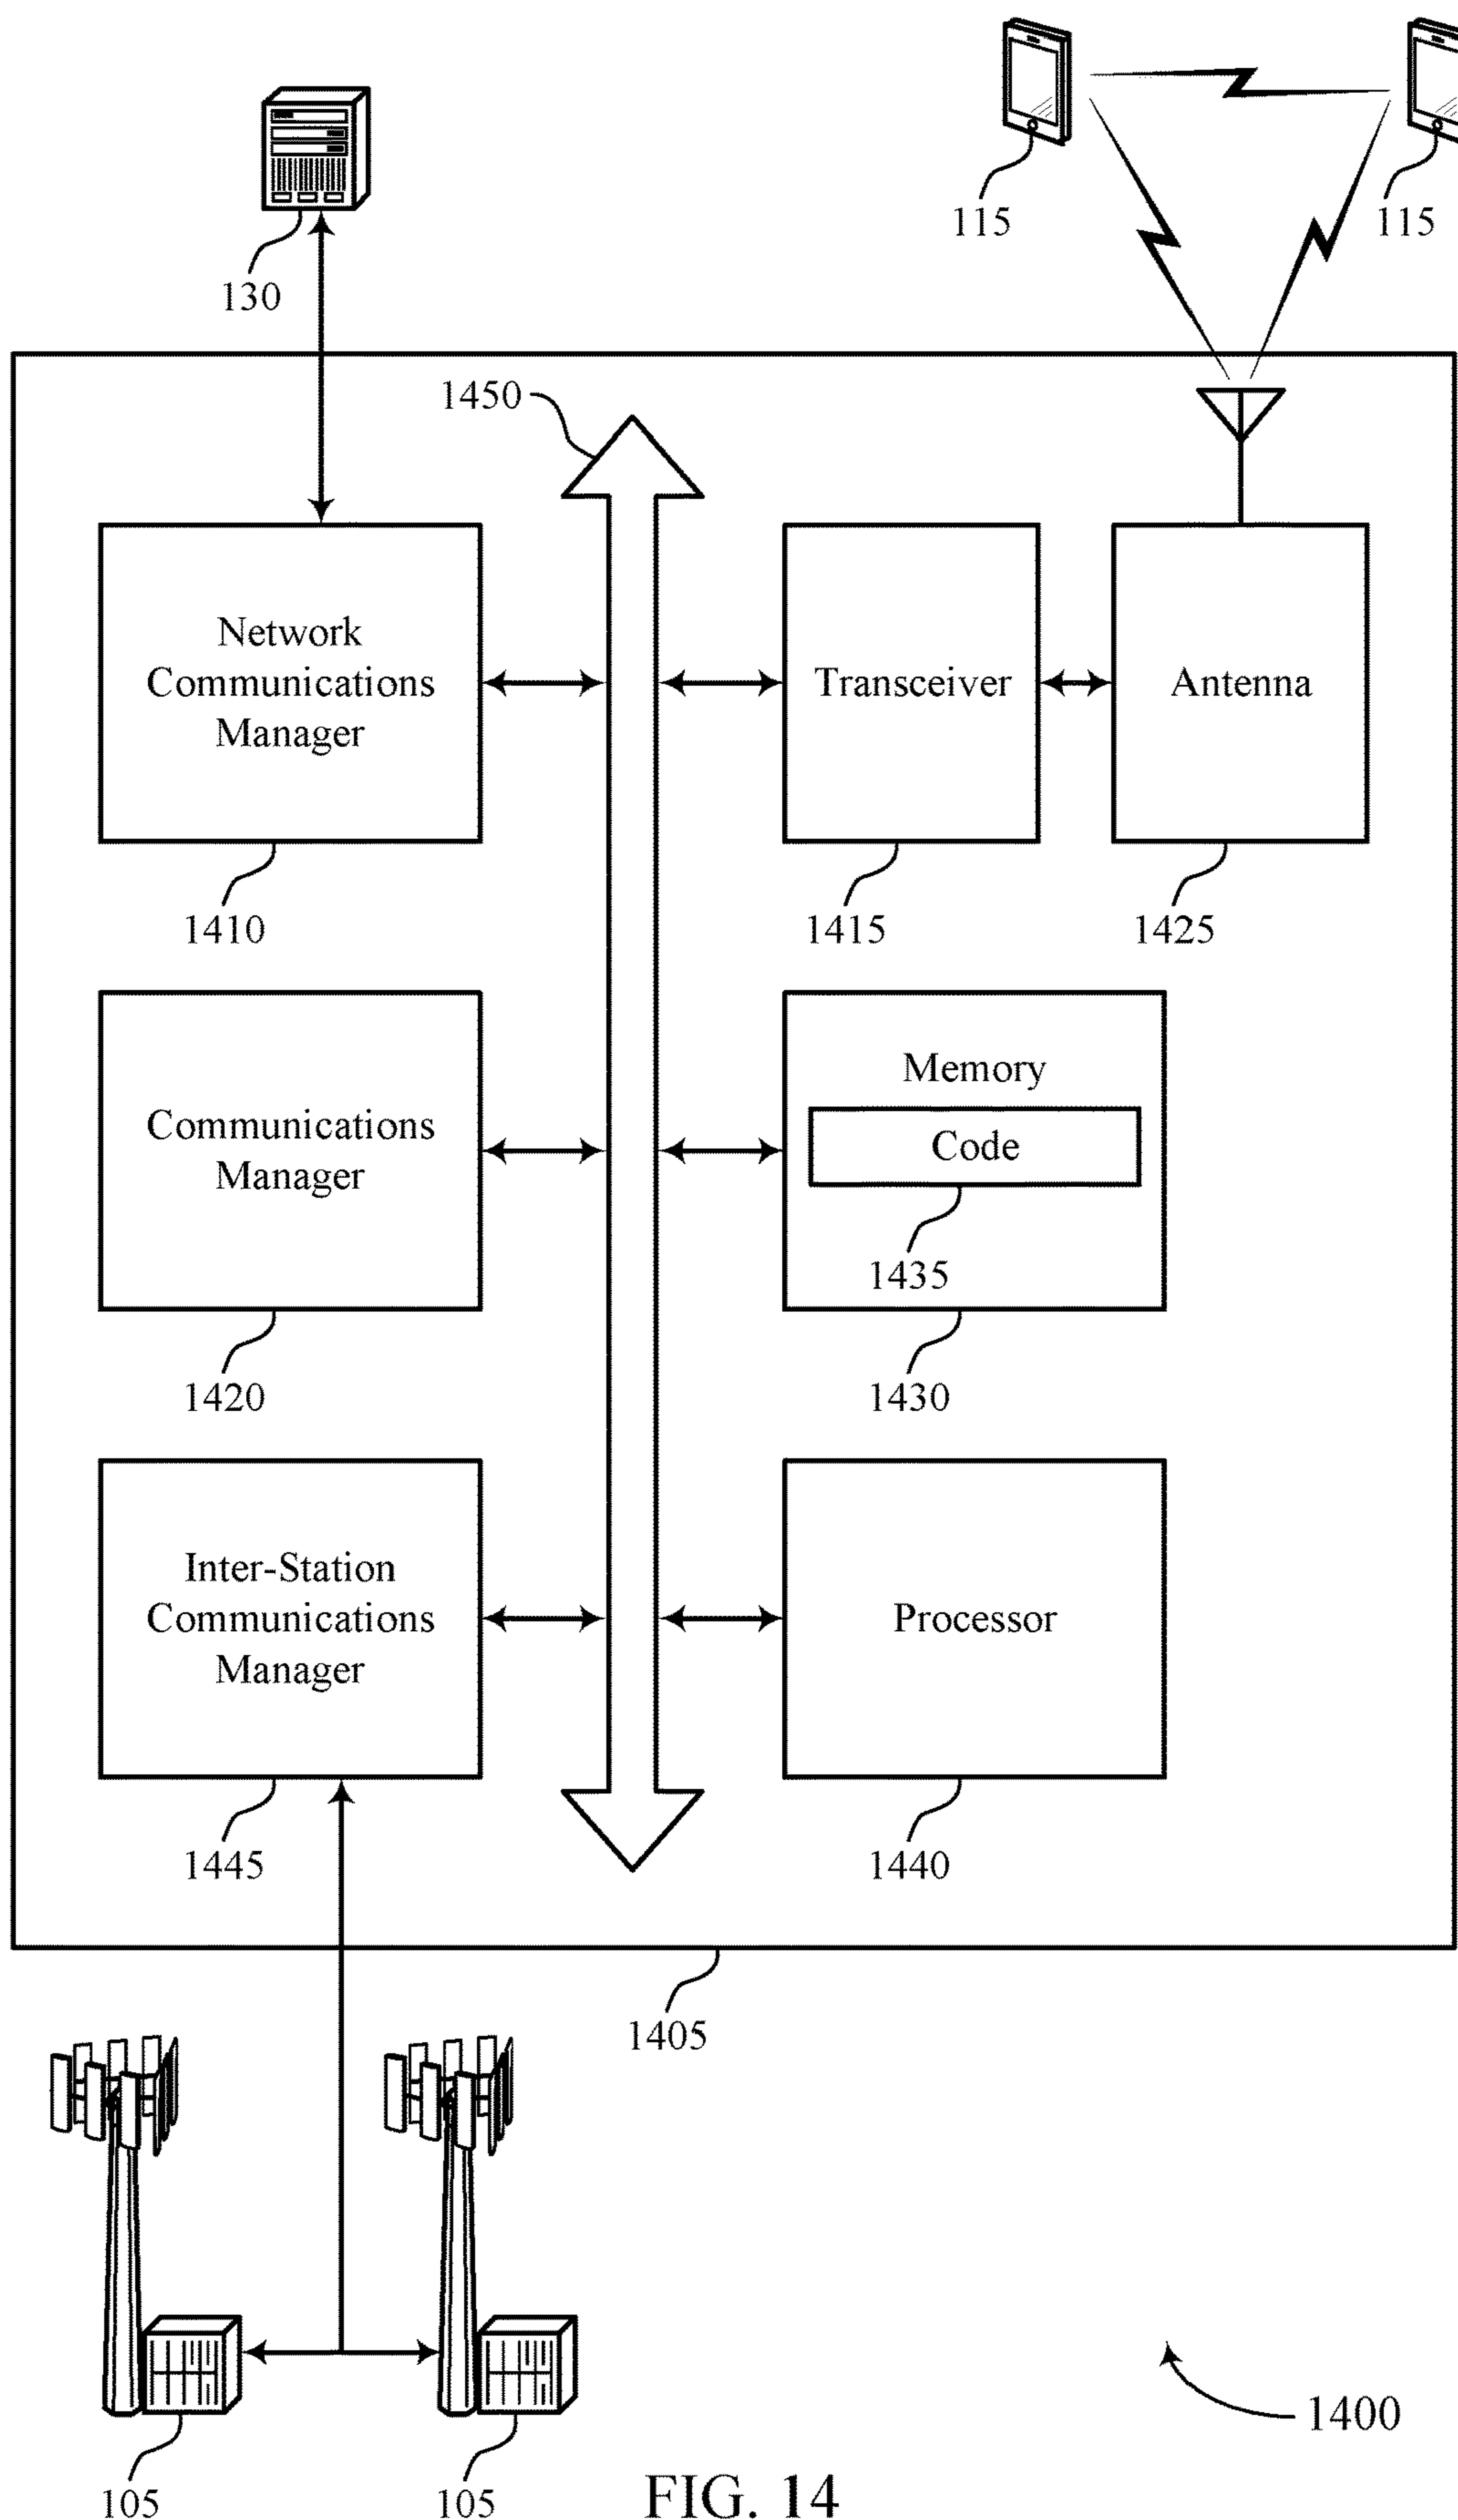 115
115
130
1450
Network
Communications
Manager
Transceiver
Antenna
1410
1415
1425
Communications
Manager
Memory
Code
1435
1420
1430
Inter-Station
Communications
Manager
Processor
1445
1440
1405
1400
105
105
FIG. 14